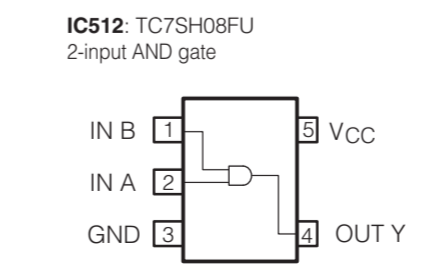 IC512: TC7SH08FU
2-input AND gate
IN B 1 5 VCC
IN A 2
GND 3 4 OUT Y